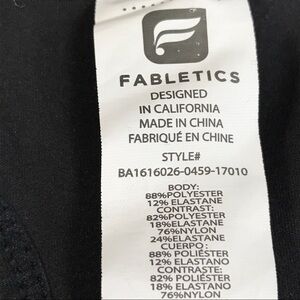 FABLETICS
DESIGNED
IN CALIFORNIA
MADE IN CHINA
FABRIQUÉ EN CHINE
STYLE#
BA1616026-0459-17010
BODY:
88%POLYESTER
12% ELASTANE
CONTRAST:
82%POLYESTER
18%ELASTANE
76%NYLON
24%ELASTANE
CUERPO:
88% POLIÉSTER
12% ELASTANO
CONTRASTE:
82% POLIÉSTER
18% ELASTANO
76%NYLON